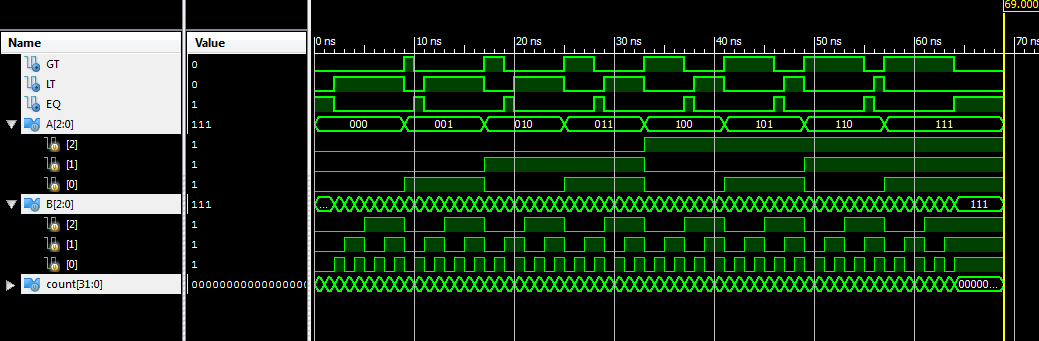 69.000
Name Value 0 ns 10 ns 20 ns 30 ns 40 ns 50 ns 60 ns 70 ns
GT 0
LT 0
EQ 1
A[2:0] 111 000 001 010 011 100 101 110 111
[2] 1
[1] 1
[0] 1
B[2:0] 111 ... 111
[2] 1
[1] 1
[0] 1
count[31:0] 00000...